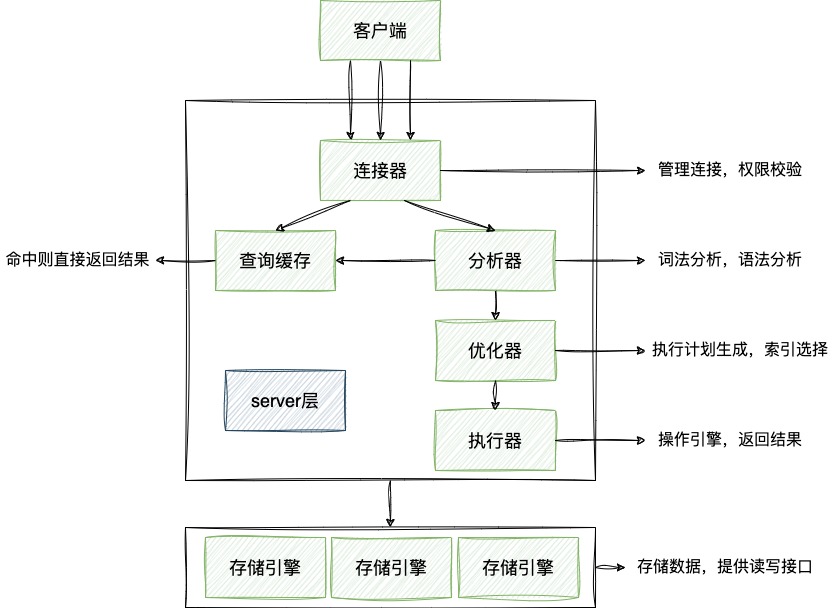 客户端
连接器
管理连接，权限校验
命中则直接返回结果
查询缓存
分析器
词法分析，语法分析
优化器
执行计划生成，索引选择
server层
执行器
操作引擎，返回结果
存储引擎
存储引擎
存储引擎
存储数据，提供读写接口